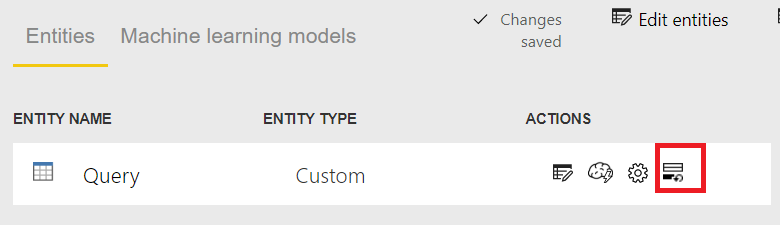 Entities
Machine learning models
Changes
saved
Edit entities
ENTITY NAME
ENTITY TYPE
ACTIONS
Query
Custom